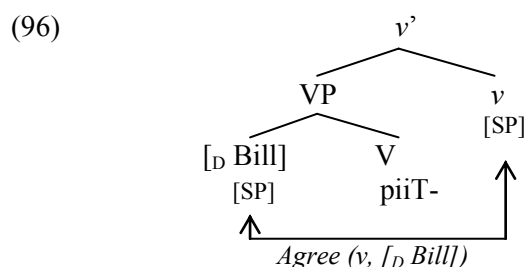 (96) v’
VP v
[SP]
[D Bill] V
[SP] piiT-
Agree (v, [D Bill])